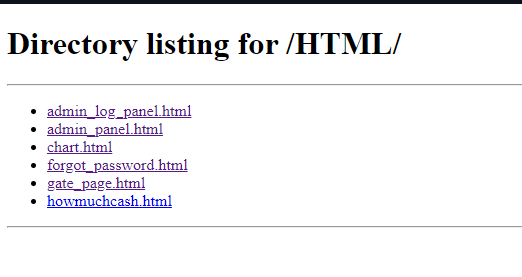 Directory listing for /HTML/
admin_log_panel.html
admin_panel.html
chart.html
forgot_password.html
gate_page.html
howmuchcash.html